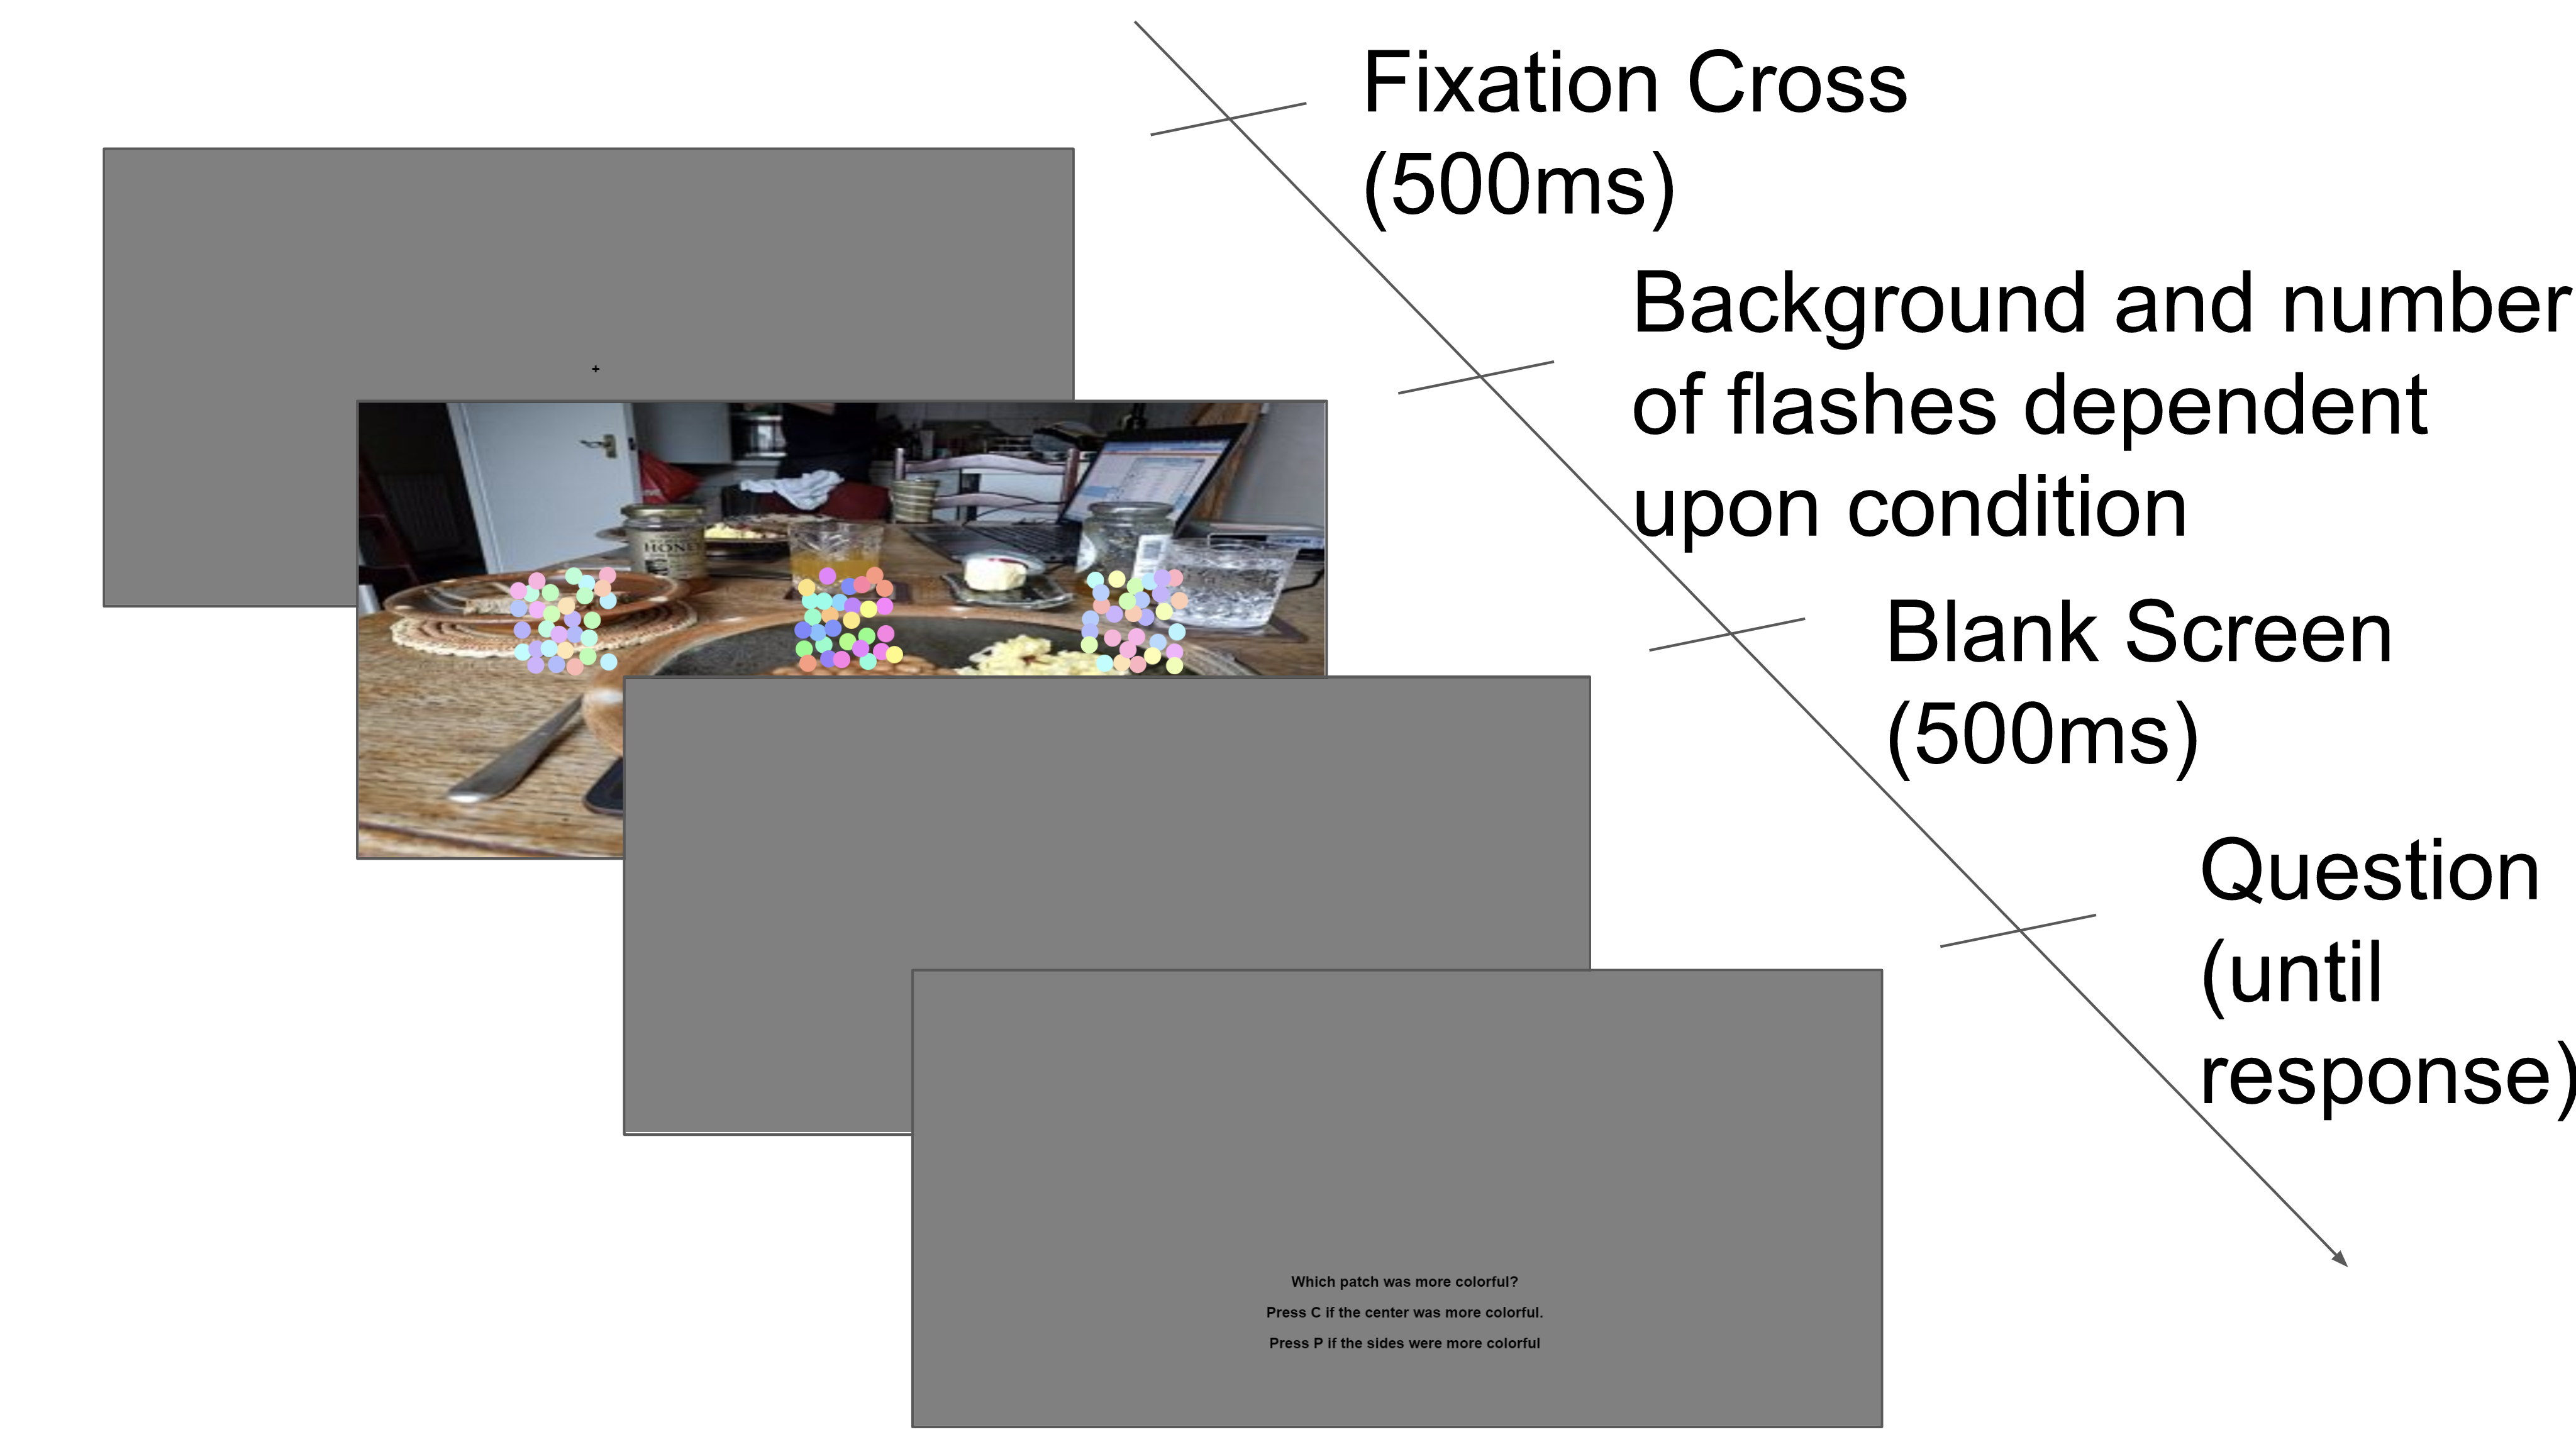 Fixation Cross
(500ms)
Background and number
of flashes dependent
upon condition
HONEY
Blank Screen
(500ms)
Question
(until
response)
Which patch was more colorful?
Press C if the center was more colorful.
Press P if the sides were more colorful